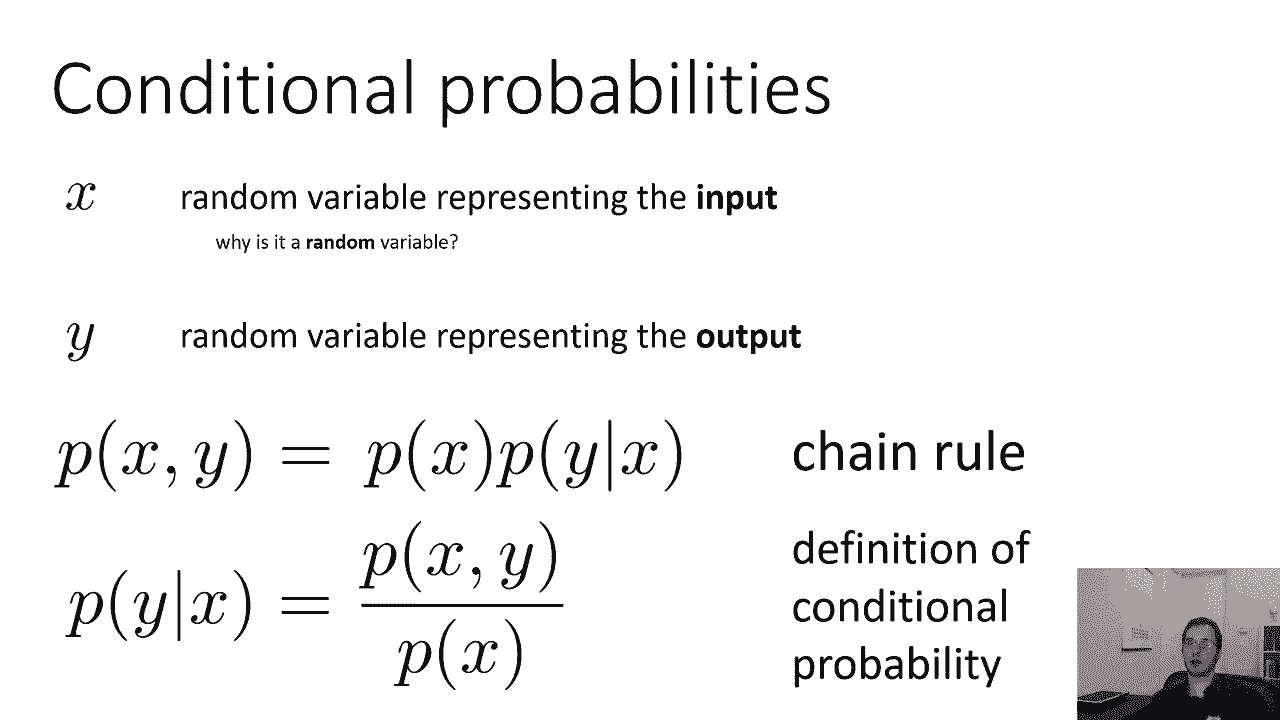 Conditional probabilities
x random variable representing the input
why is it a random variable?
y random variable representing the output
p(x, y) = p(x)p(y|x) chain rule
p(y|x) = p(x, y) / p(x)
definition of
conditional
probability